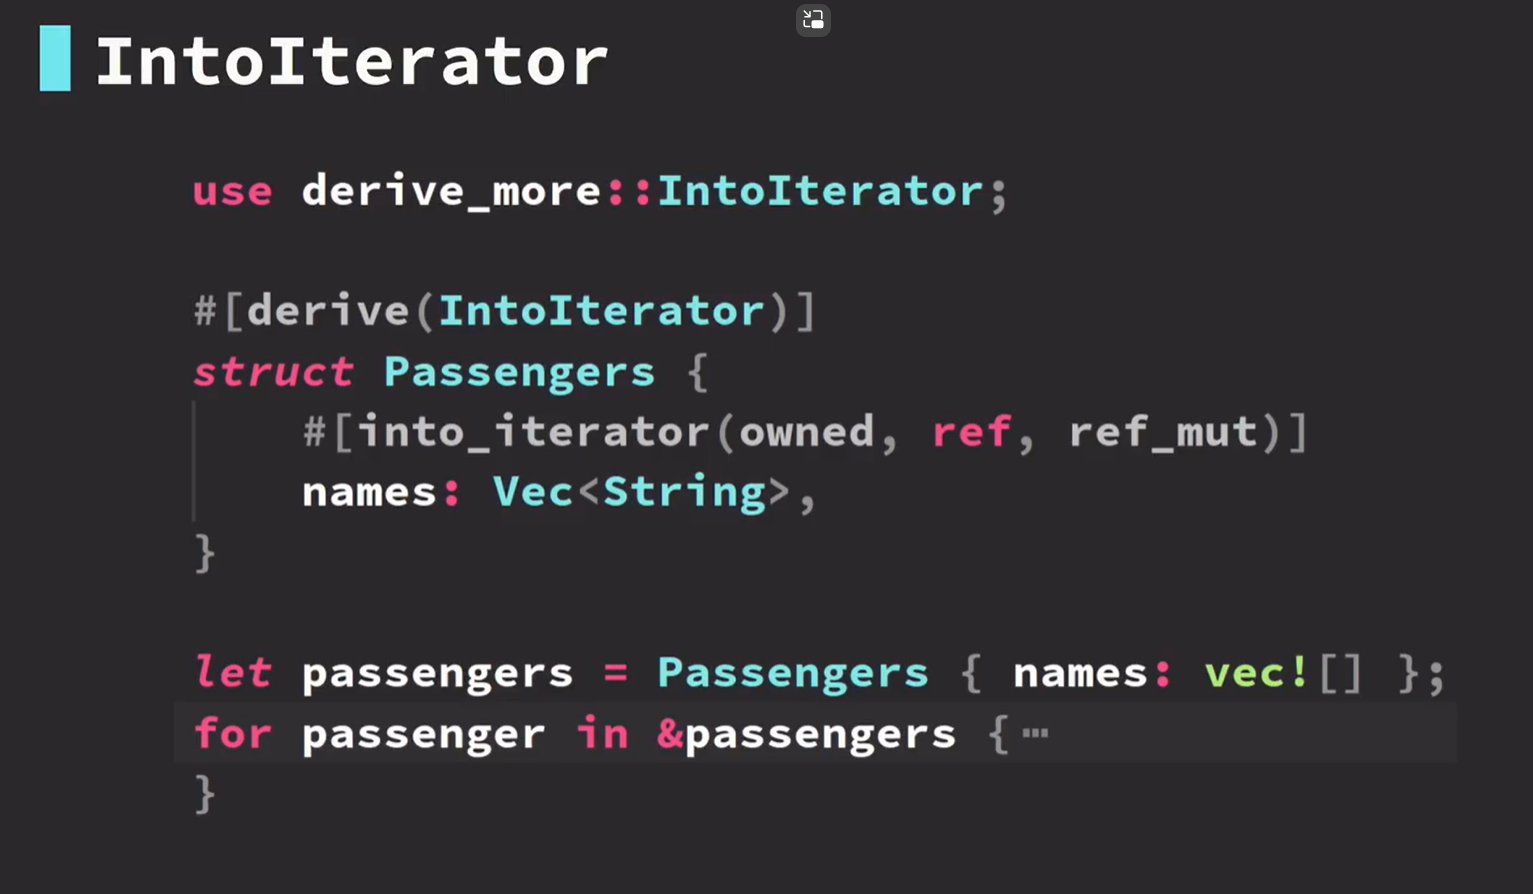 IntoIterator
use derive_more::IntoIterator;
#[derive(IntoIterator)]
struct Passengers {
    #[into_iterator(owned, ref, ref_mut)]
    names: Vec<String>,
}
let passengers = Passengers { names: vec![] };
for passenger in &passengers {⋯
}